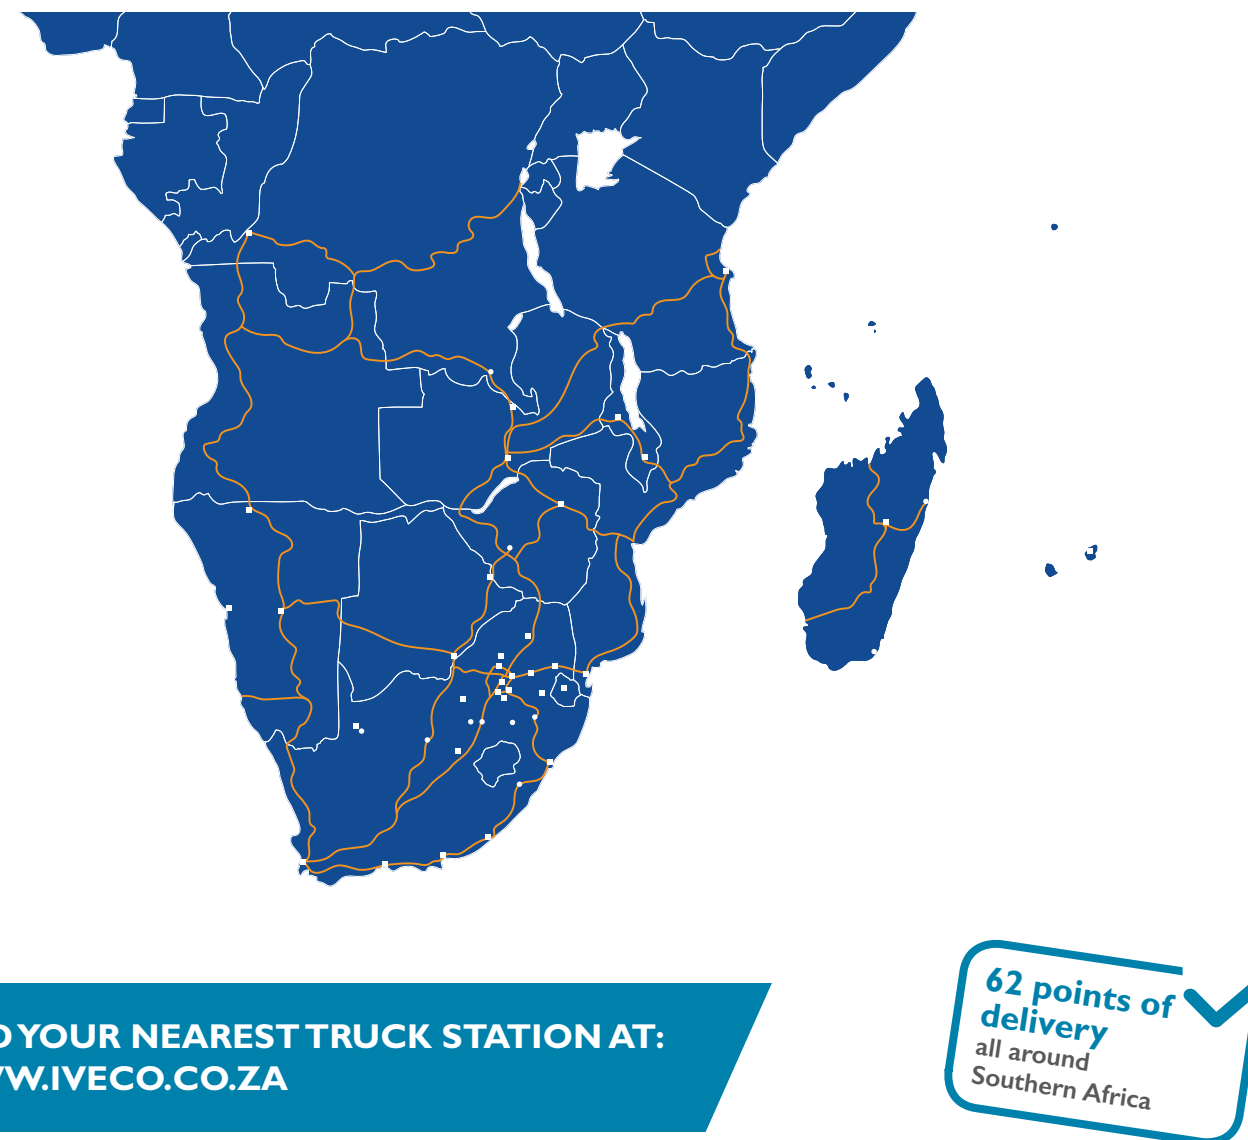 YOUR NEAREST TRUCK STATION AT:
W.IVECO.CO.ZA
62 points of
delivery
all around
Southern Africa